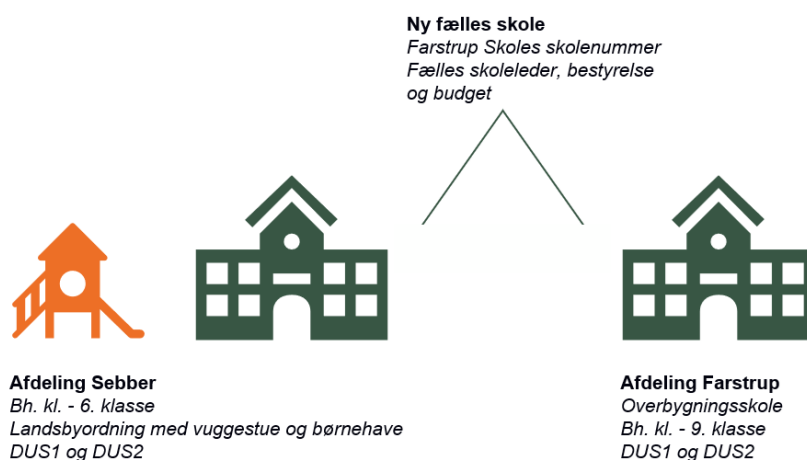 Ny fælles skole
Farstrup Skoles skolenummer
Fælles skoleleder, bestyrelse
og budget
Afdeling Sebber
Bh. kl. - 6. klasse
Landsbyordning med vuggestue og børnehave
DUS1 og DUS2
Afdeling Farstrup
Overbygningsskole
Bh. kl. - 9. klasse
DUS1 og DUS2